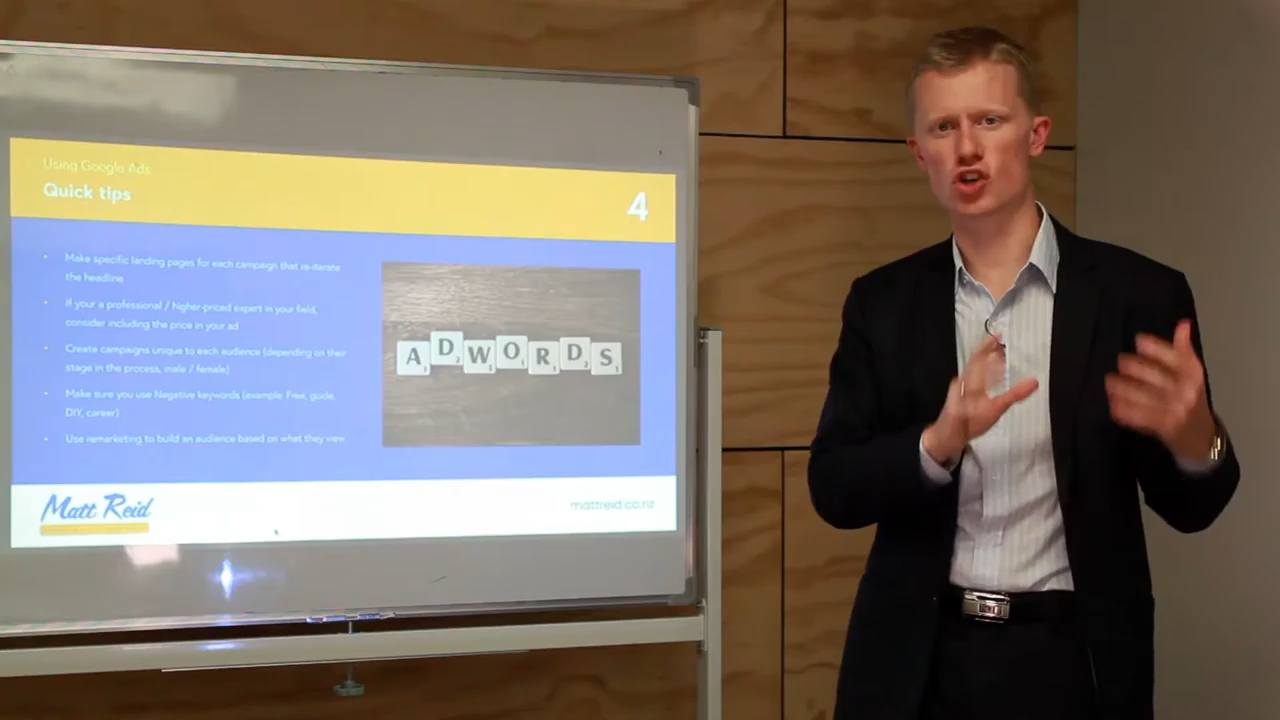 Using Google Ads
Quick tips
4
Make specific landing pages for each campaign that re-iterate
the headline
If your a professional / higher-priced expert in your field,
consider including the price in your ad
Create campaigns unique to each audience (depending on their
stage in the process, male / female)
Make sure you use Nagative keywords (example: Free, guide,
DIY, career)
Use remarketing to build an audience based on what they view
ADWORDS
Matt Reid
mattreid.co.nz